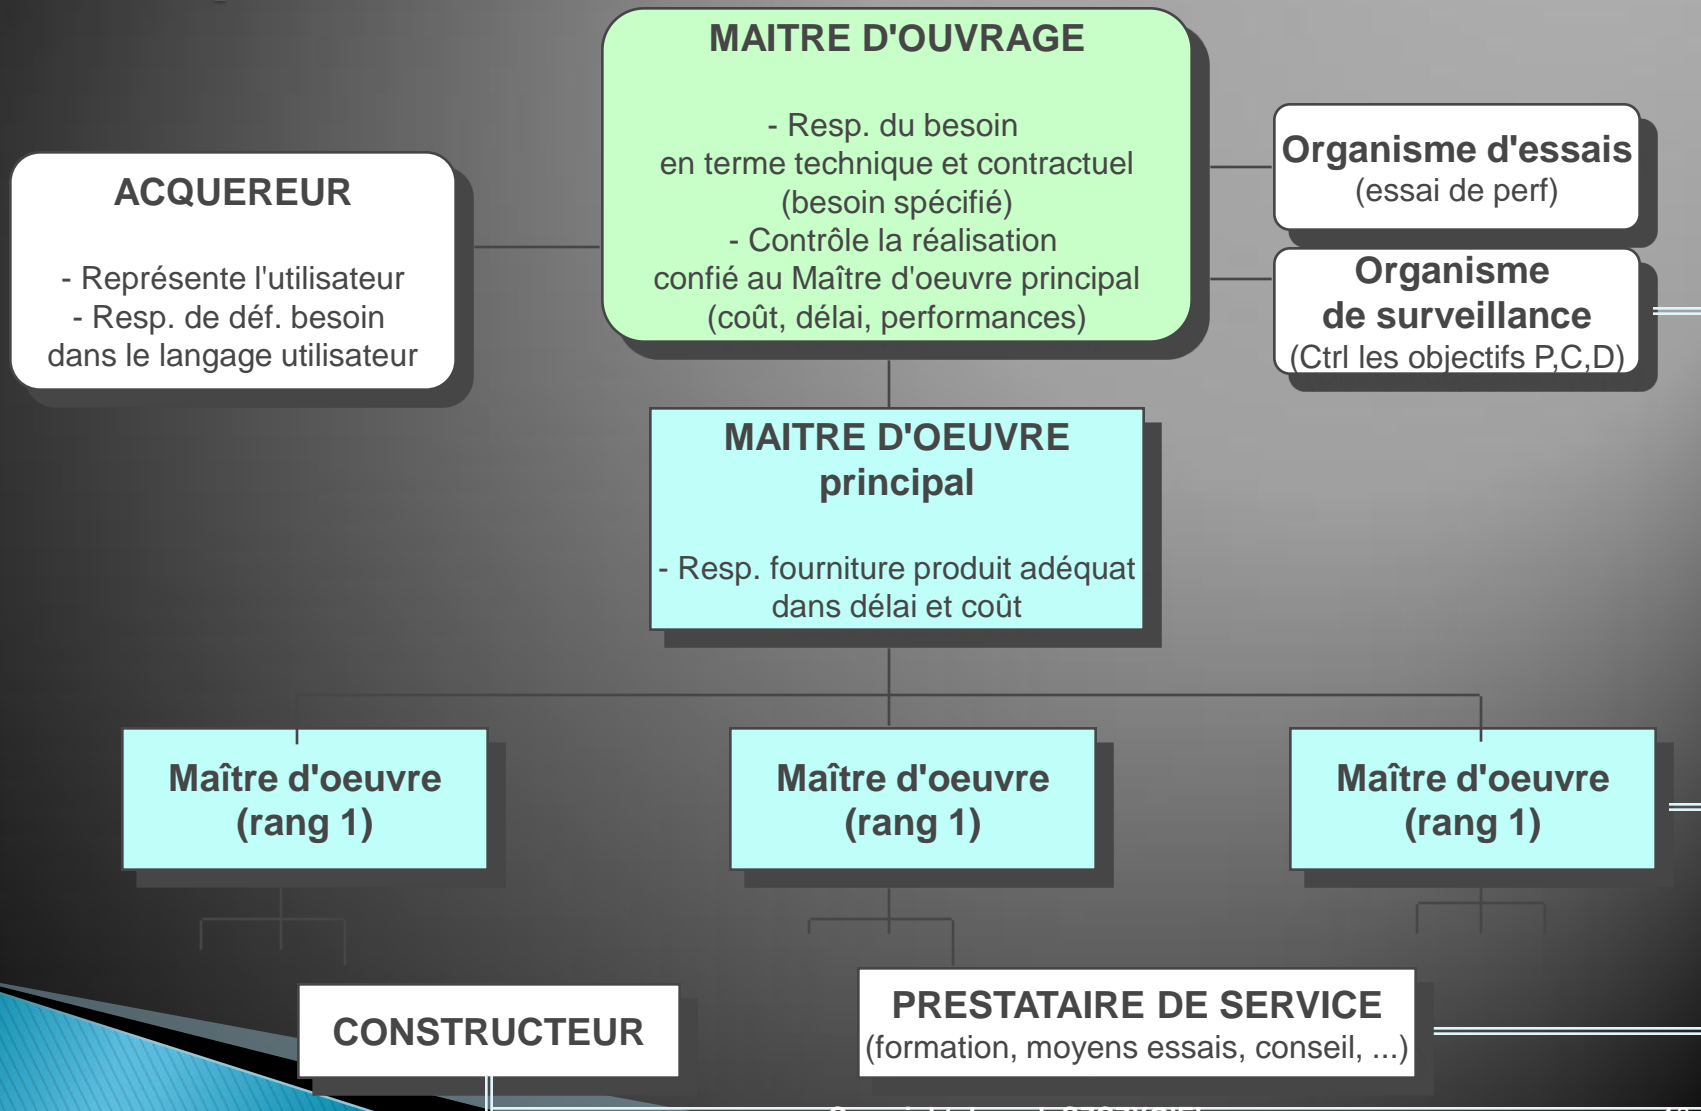 MAITRE D'OUVRAGE
- Resp. du besoin
en terme technique et contractuel
(besoin spécifié)
- Contrôle la réalisation
confié au Maître d'oeuvre principal
(coût, délai, performances)
ACQUEREUR
- Représente l'utilisateur
- Resp. de déf. besoin
dans le langage utilisateur
Organisme d'essais
(essai de perf)
Organisme
de surveillance
(Ctrl les objectifs P,C,D)
MAITRE D'OEUVRE
principal
- Resp. fourniture produit adéquat
dans délai et coût
Maître d'oeuvre
(rang 1)
Maître d'oeuvre
(rang 1)
Maître d'oeuvre
(rang 1)
CONSTRUCTEUR
PRESTATAIRE DE SERVICE
(formation, moyens essais, conseil, ...)